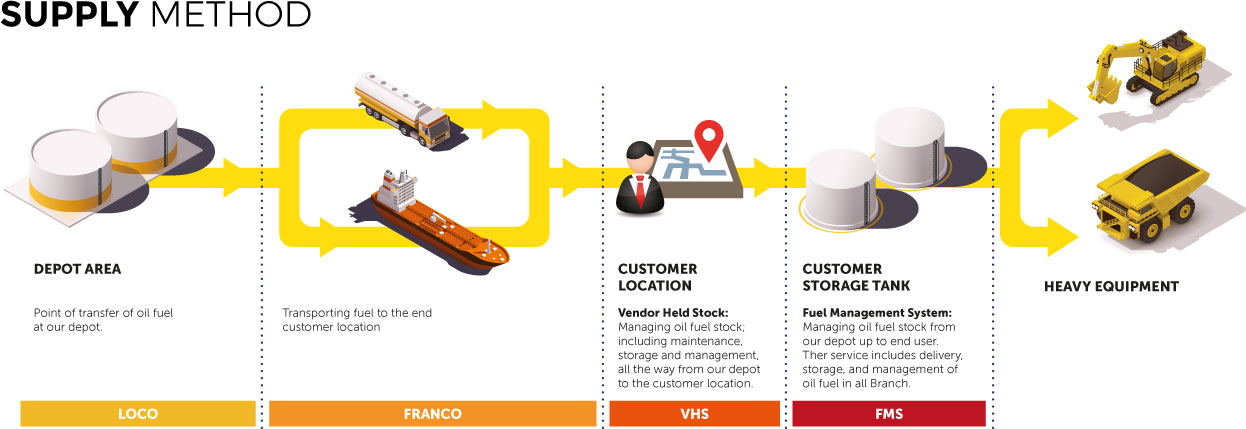 SUPPLY METHOD
DEPOT AREA
Point of transfer of oil fuel
at our depot.
LOCO
Transporting fuel to the end
customer location
FRANCO
CUSTOMER
LOCATION
Vendor Held Stock:
Managing oil fuel stock;
including maintenance,
storage and management,
all the way from our depot
to the customer location.
VHS
CUSTOMER
STORAGE TANK
Fuel Management System:
Managing oil fuel stock from
our depot up to end user.
Ther service includes delivery,
storage, and management of
oil fuel in all Branch.
FMS
HEAVY EQUIPMENT